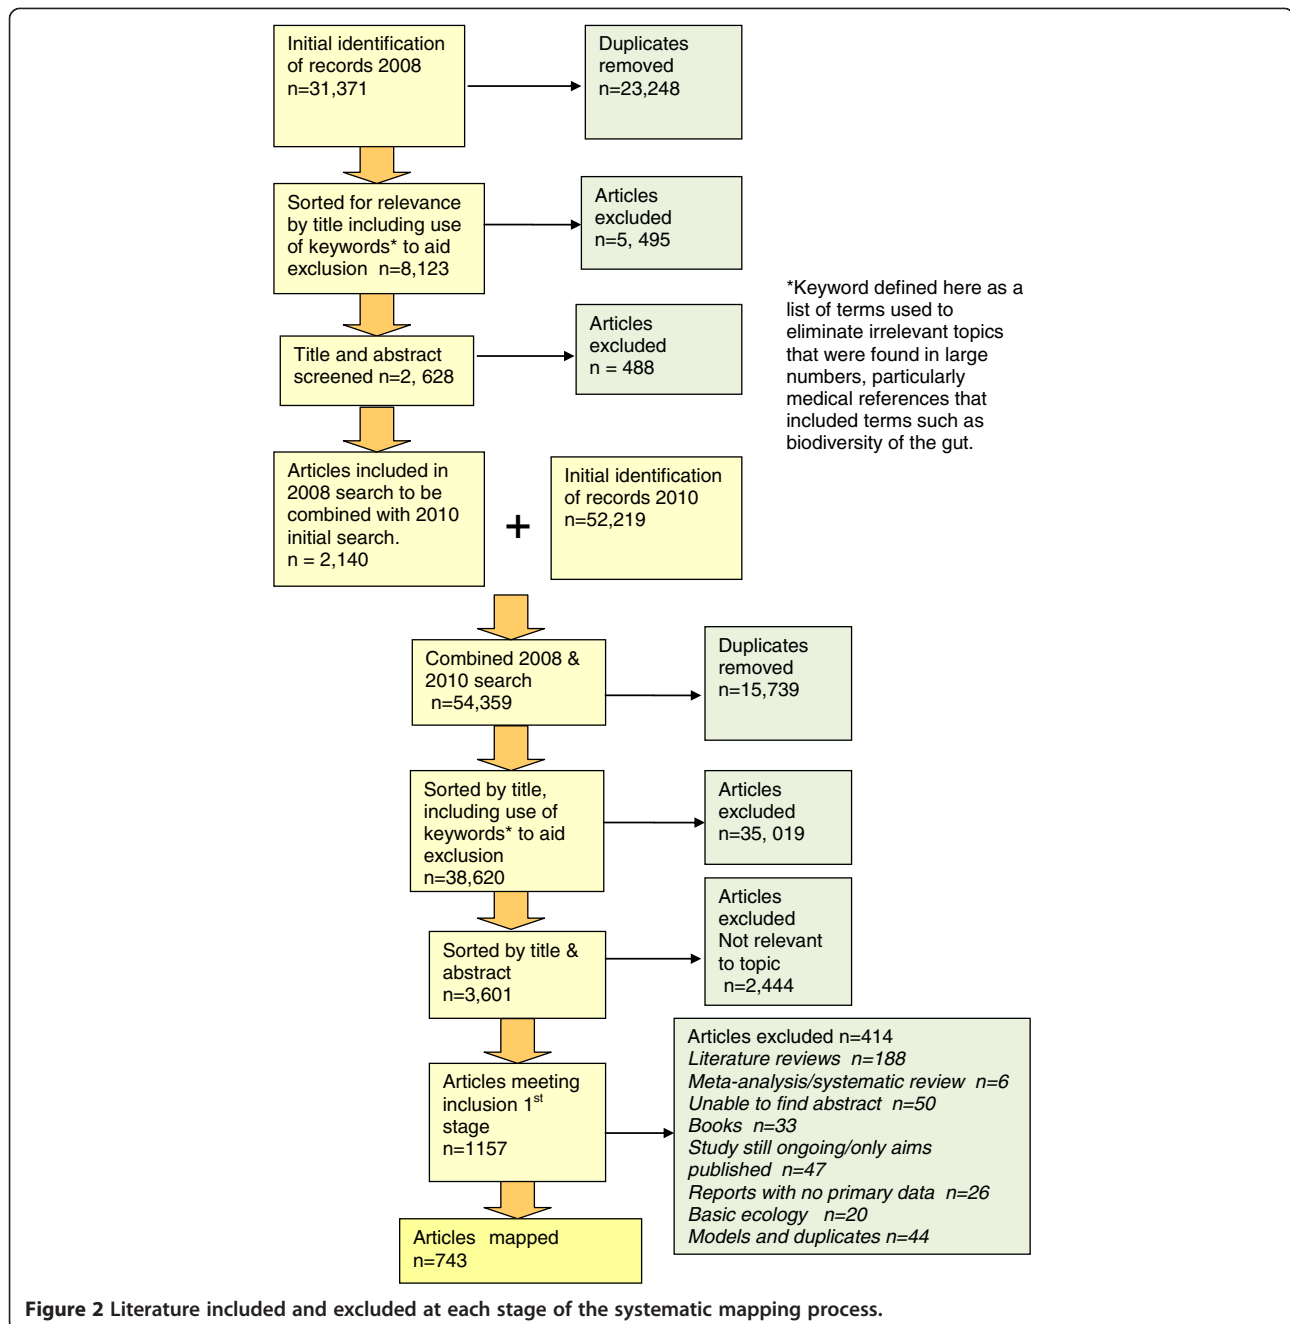 Initial identification
of records 2008
n=31,371
Duplicates
removed
n=23,248
Sorted for relevance
by title including use
of keywords* to aid
exclusion n=8,123
Articles
excluded
n=5, 495
*Keyword defined here as a
list of terms used to
eliminate irrelevant topics
that were found in large
numbers, particularly
medical references that
included terms such as
biodiversity of the gut.
Title and abstract
screened n=2, 628
Articles
excluded
n = 488
Articles included in
2008 search to be
combined with 2010
initial search.
n = 2,140
+
Initial identification
of records 2010
n=52,219
Combined 2008 &
2010 search
n=54,359
Duplicates
removed
n=15,739
Sorted by title,
including use of
keywords* to aid
exclusion
n=38,620
Articles
excluded
n=35, 019
Sorted by title &
abstract
n=3,601
Articles
excluded
Not relevant
to topic
n=2,444
Articles meeting
inclusion 1st
stage
n=1157
Articles excluded n=414
Literature reviews n=188
Meta-analysis/systematic review n=6
Unable to find abstract n=50
Books n=33
Study still ongoing/only aims
published n=47
Reports with no primary data n=26
Basic ecology n=20
Models and duplicates n=44
Articles mapped
n=743
Figure 2 Literature included and excluded at each stage of the systematic mapping process.